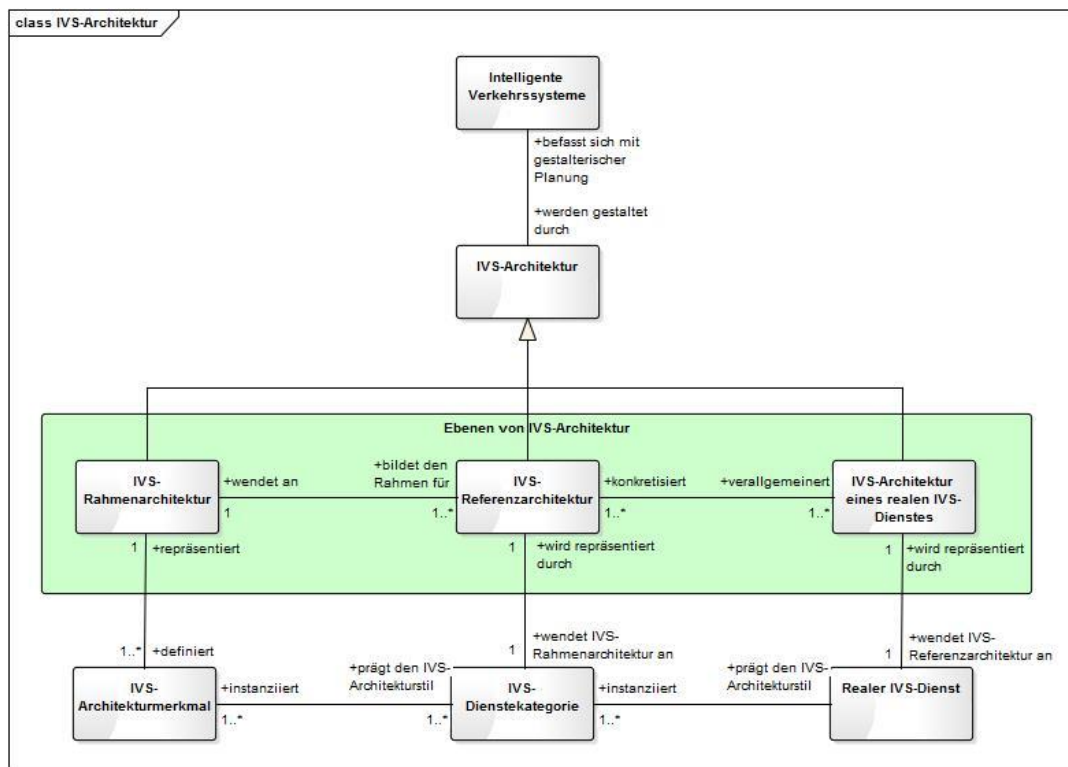 class IVS-Architektur
Intelligente
Verkehrssysteme
+befasst sich mit
gestalterischer
Planung
+werden gestaltet
durch
IVS-Architektur
Ebenen von IVS-Architektur
IVS-
Rahmenarchitektur
+wendet an
1
+bildet den
Rahmen für
1..*
IVS-
Referenzarchitektur
+konkretisiert
1..*
+verallgemeinert
1..*
IVS-Architektur
eines realen IVS-
Dienstes
1
+repräsentiert
1
+wird repräsentiert
durch
1
+wird repräsentiert
durch
1..*
+definiert
1
+wendet IVS-
Rahmenarchitektur an
1
+wendet IVS-
Referenzarchitektur an
IVS-
Architekturmerkmal
+instanziiert
1..*
+prägt den IVS-
Architekturstil
1..*
IVS-
Dienstekategorie
+instanziiert
1..*
+prägt den IVS-
Architekturstil
Realer IVS-Dienst